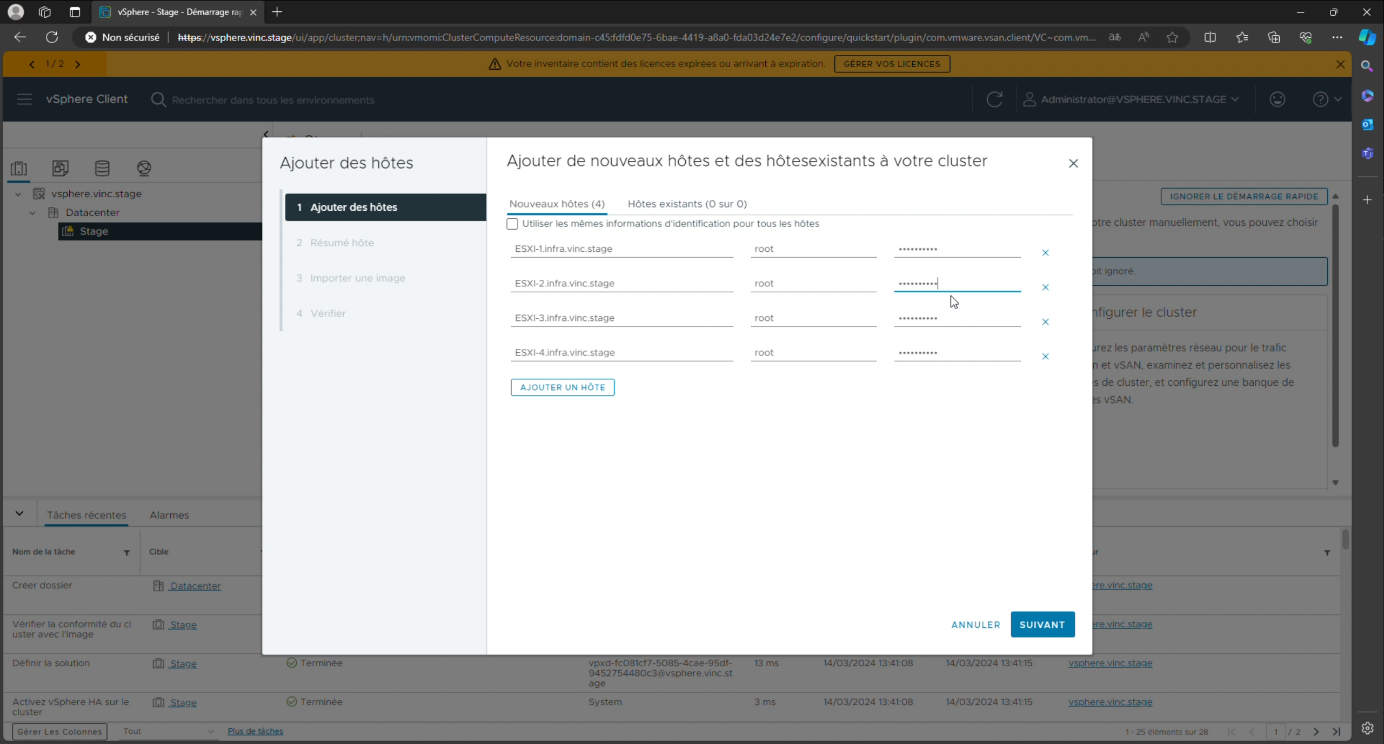 vSphere - Stage - Démarrage rap
Non sécurisé
https://vsphere.vinc.stage/ui/app/cluster;nav=h/urn:vmomi:ClusterComputeResource:domain-c45:fdfd0e75-6bae-4419-a8a0-fda03d24e7e2/configure/quickstart/plugin/com.vmware.vsan.client/VC~com.vm...
1 / 2
Votre inventaire contient des licences expirées ou arrivant à expiration.
GÉRER VOS LICENCES
vSphere Client
Rechercher dans tous les environnements
Administrator@VSPHERE.VINC.STAGE
vsphere.vinc.stage
Datacenter
Stage
IGNORER LE DÉMARRAGE RAPIDE
otre cluster manuellement, vous pouvez choisir
oit ignoré.
nfigurer le cluster
urez les paramètres réseau pour le trafic
n et vSAN, examinez et personnalisez les
s de cluster, et configurez une banque de
es vSAN.
Ajouter des hôtes
1 Ajouter des hôtes
2 Résumé hôte
3 Importer une image
4 Vérifier
Ajouter de nouveaux hôtes et des hôtesexistants à votre cluster
Nouveaux hôtes (4)
Hôtes existants (0 sur 0)
Utiliser les mêmes informations d'identification pour tous les hôtes
ESXI-1.infra.vinc.stage root ••••••••••
ESXI-2.infra.vinc.stage root ••••••••••
ESXI-3.infra.vinc.stage root ••••••••••
ESXI-4.infra.vinc.stage root ••••••••••
AJOUTER UN HÔTE
ANNULER
SUIVANT
Tâches récentes
Alarmes
Nom de la tâche
Cible
ur
Créer dossier
Datacenter
ere.vinc.stage
Vérifier la conformité du cl
uster avec l'image
Stage
ere.vinc.stage
Définir la solution
Stage
Terminée
vpxd-fc081cf7-5085-4cae-95df-
9452754480c3@vsphere.vinc.st
age
13 ms
14/03/2024 13:41:08
14/03/2024 13:41:15
vsphere.vinc.stage
Activez vSphere HA sur le
cluster
Stage
Terminée
System
3 ms
14/03/2024 13:41:08
14/03/2024 13:41:15
vsphere.vinc.stage
Gérer Les Colonnes
Tout
Plus de tâches
1 - 25 éléments sur 28
1 / 2